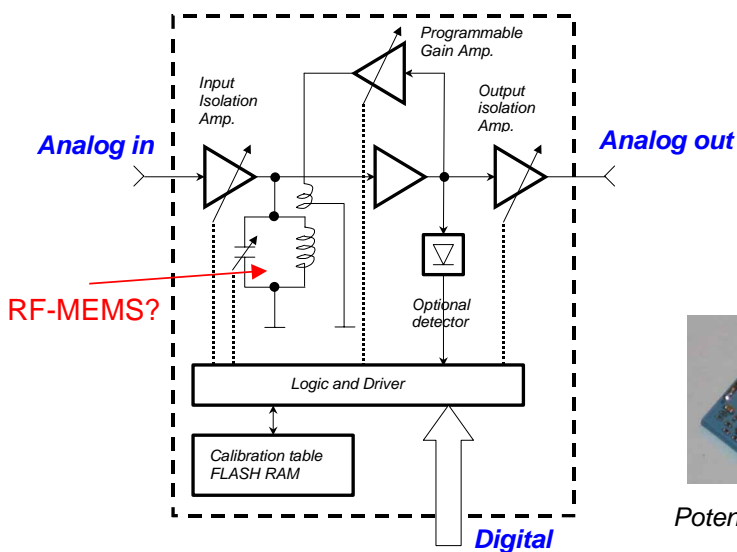 Programmable
Gain Amp.
Input
Isolation
Amp.
Output
isolation
Amp.
Analog in
Analog out
RF-MEMS?
Optional
detector
Logic and Driver
Calibration table
FLASH RAM
Digital
Poten